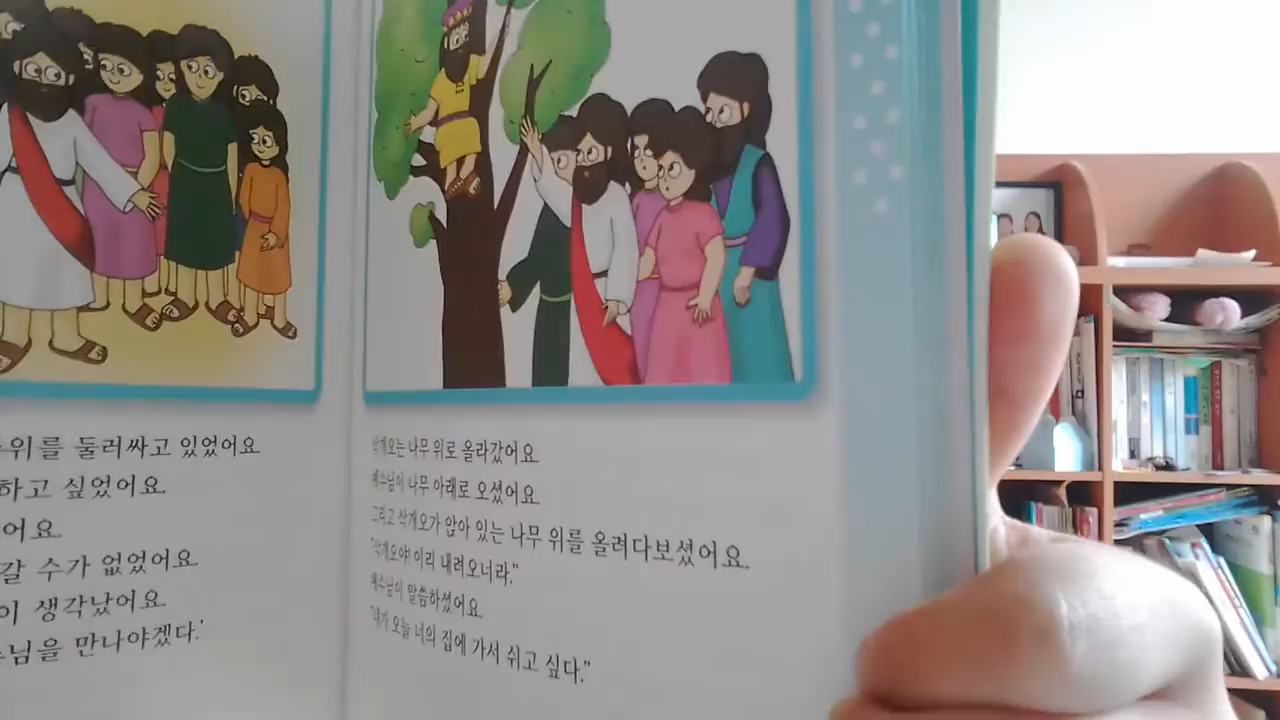 위를 둘러싸고 있었어요.
하고 싶었어요.
어요.
갈 수가 없었어요.
이 생각났어요.
님을 만나야겠다.'
삭개오는 나무 위로 올라갔어요.
예수님이 나무 아래로 오셨어요.
그리고 삭개오가 앉아 있는 나무 위를 올려다보셨어요.
"삭개오야! 이리 내려오너라."
예수님이 말씀하셨어요.
"내가 오늘 너의 집에 가서 쉬고 싶다."